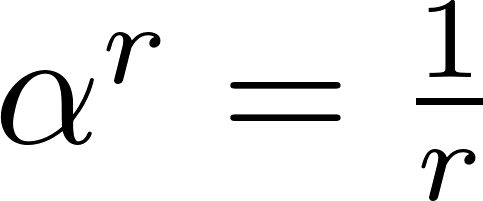 α^r = 1/r